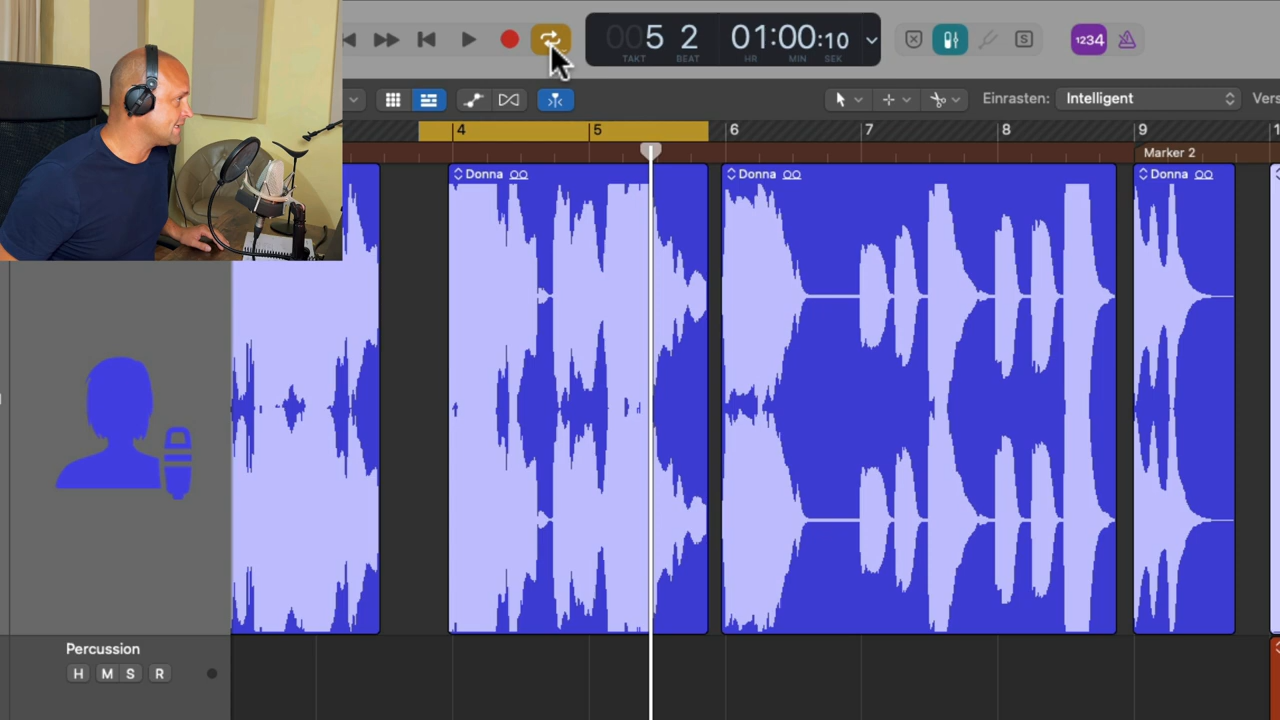 005 2 01:00:10
TAKT BEAT HR MIN SEK
S 1234
Einrasten: Intelligent Vers
4 5 6 7 8 9 1
Marker 2
Donna Donna Donna
Percussion
H M S R